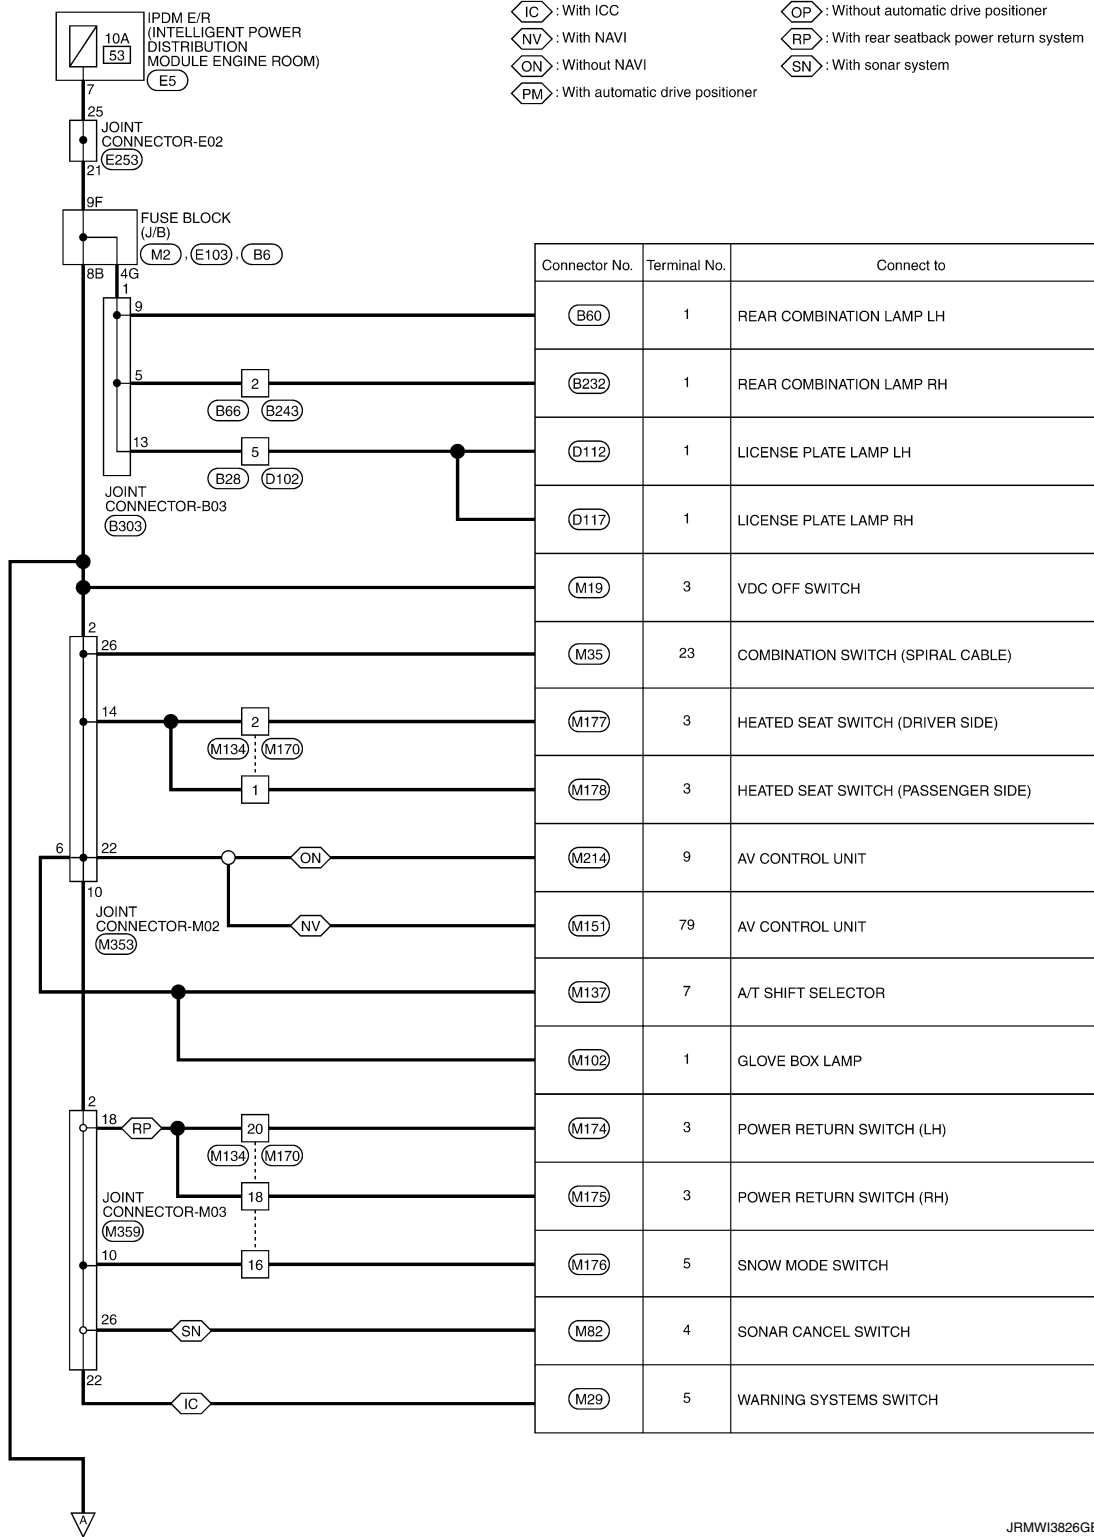 IPDM E/R
(INTELLIGENT POWER
DISTRIBUTION
MODULE ENGINE ROOM)
E5
10A
53
7
IC : With ICC
NV : With NAVI
ON : Without NAVI
PM : With automatic drive positioner
OP : Without automatic drive positioner
RP : With rear seatback power return system
SN : With sonar system
25
JOINT
CONNECTOR-E02
E253
21
9F
FUSE BLOCK
(J/B)
M2 , E103 , B6
8B 4G
1
Connector No. Terminal No. Connect to
9 B60 1 REAR COMBINATION LAMP LH
5 2 B232 1 REAR COMBINATION LAMP RH
B66 B243
13 5 D112 1 LICENSE PLATE LAMP LH
B28 D102
JOINT
CONNECTOR-B03
B303
D117 1 LICENSE PLATE LAMP RH
M19 3 VDC OFF SWITCH
2
26 M35 23 COMBINATION SWITCH (SPIRAL CABLE)
14 2 M177 3 HEATED SEAT SWITCH (DRIVER SIDE)
M134 M170
1 M178 3 HEATED SEAT SWITCH (PASSENGER SIDE)
6 22 ON M214 9 AV CONTROL UNIT
10
JOINT
CONNECTOR-M02
M353
NV M151 79 AV CONTROL UNIT
M137 7 A/T SHIFT SELECTOR
M102 1 GLOVE BOX LAMP
2
18 RP 20 M174 3 POWER RETURN SWITCH (LH)
M134 M170
18 M175 3 POWER RETURN SWITCH (RH)
JOINT
CONNECTOR-M03
M359
10 16 M176 5 SNOW MODE SWITCH
26 SN M82 4 SONAR CANCEL SWITCH
22
IC M29 5 WARNING SYSTEMS SWITCH
A